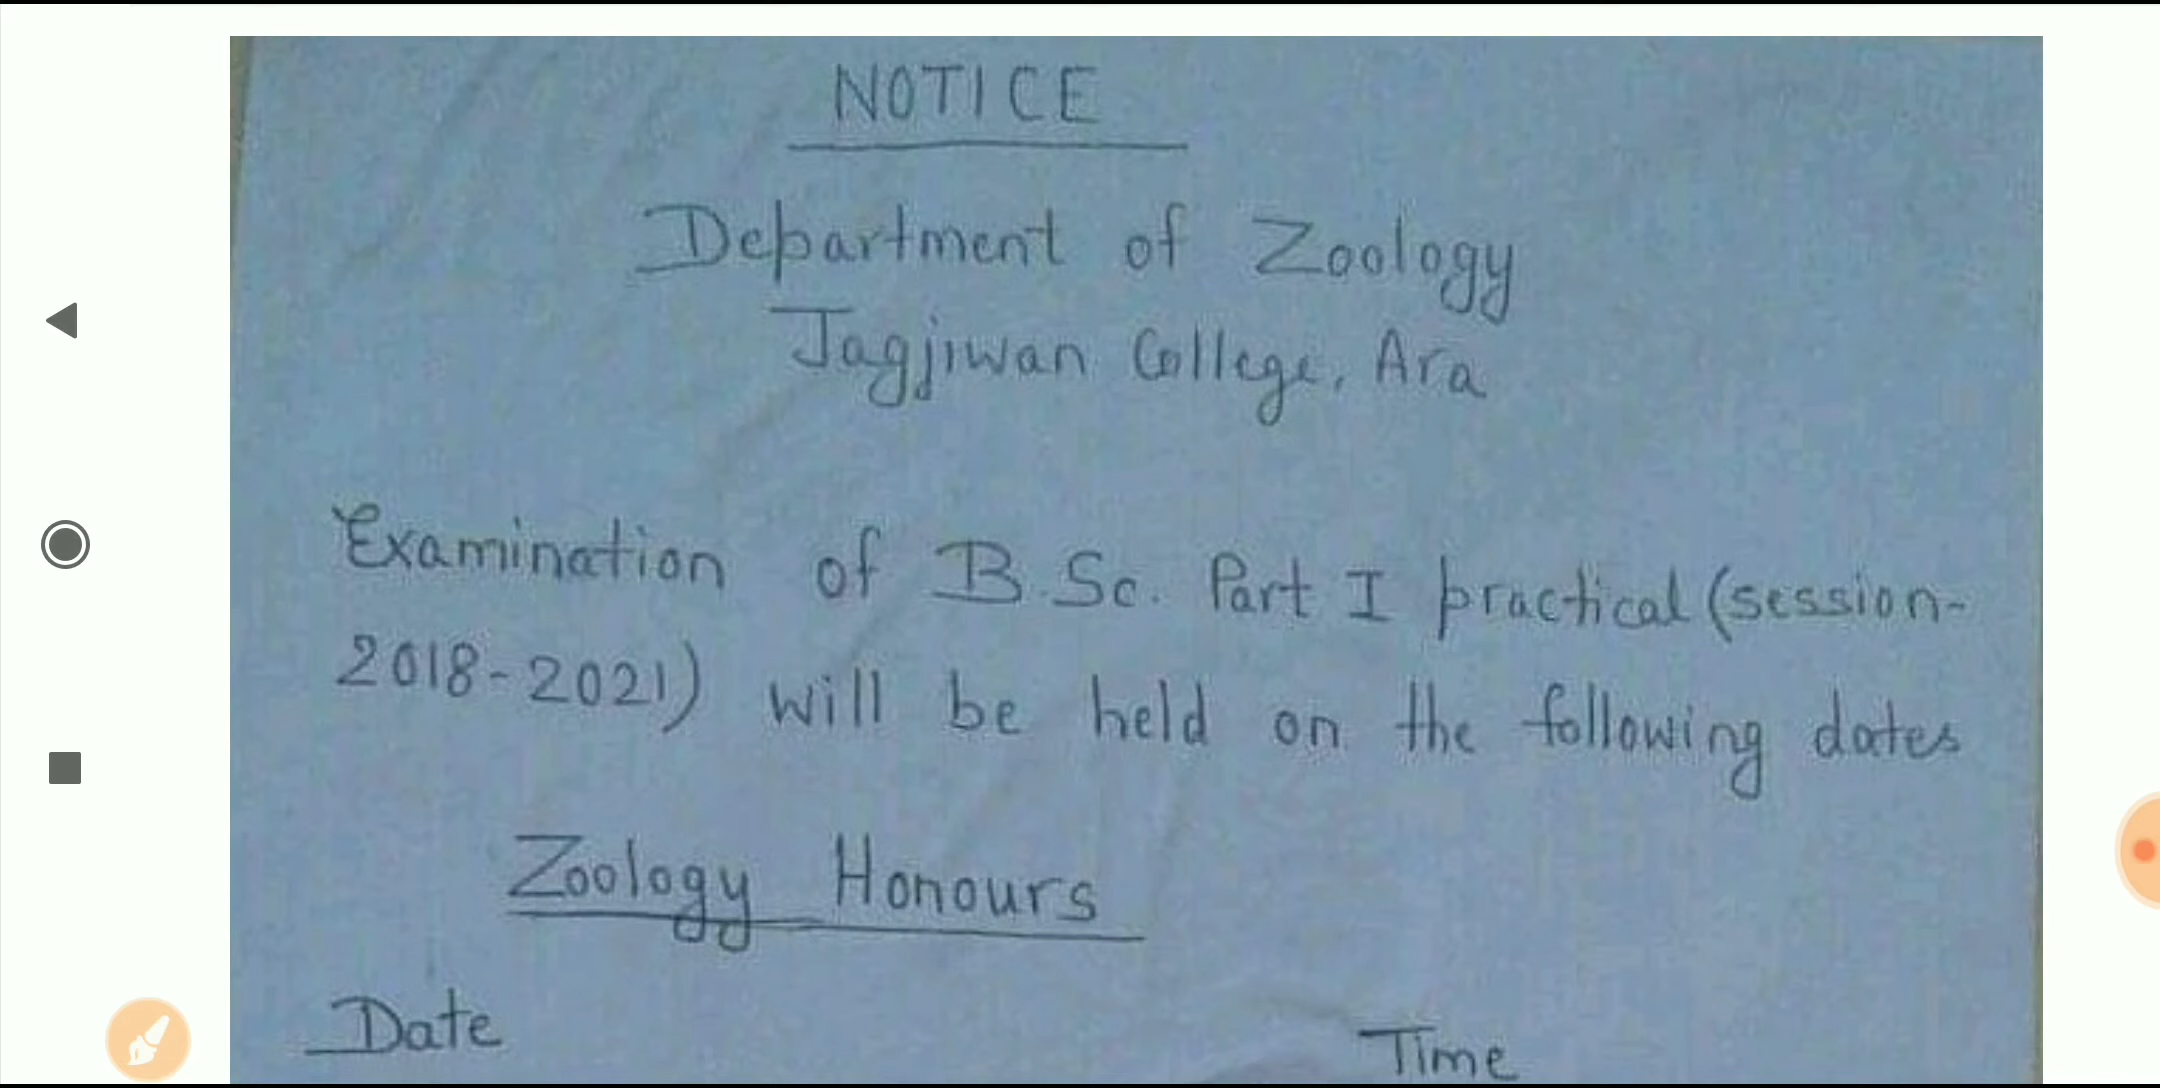 NOTICE
Department of Zoology
Jagjiwan College, Ara
Examination of B.Sc. Part I practical (session-
2018-2021) will be held on the following dates
Zoology Honours
Date Time